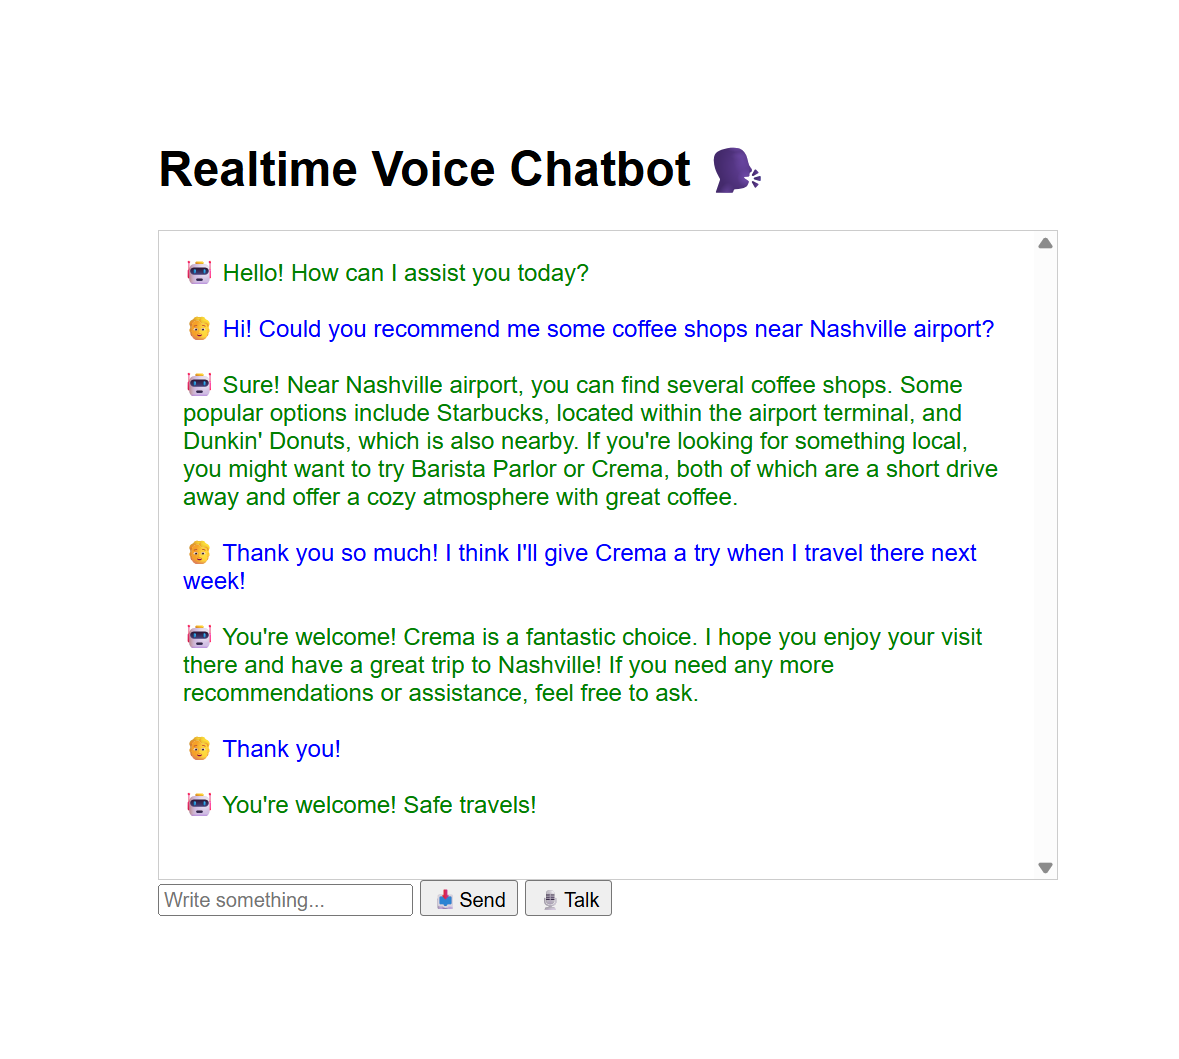 Realtime Voice Chatbot
Hello! How can I assist you today?
Hi! Could you recommend me some coffee shops near Nashville airport?
Sure! Near Nashville airport, you can find several coffee shops. Some
popular options include Starbucks, located within the airport terminal, and
Dunkin' Donuts, which is also nearby. If you're looking for something local,
you might want to try Barista Parlor or Crema, both of which are a short drive
away and offer a cozy atmosphere with great coffee.
Thank you so much! I think I'll give Crema a try when I travel there next
week!
You're welcome! Crema is a fantastic choice. I hope you enjoy your visit
there and have a great trip to Nashville! If you need any more
recommendations or assistance, feel free to ask.
Thank you!
You're welcome! Safe travels!
Write something... Send Talk